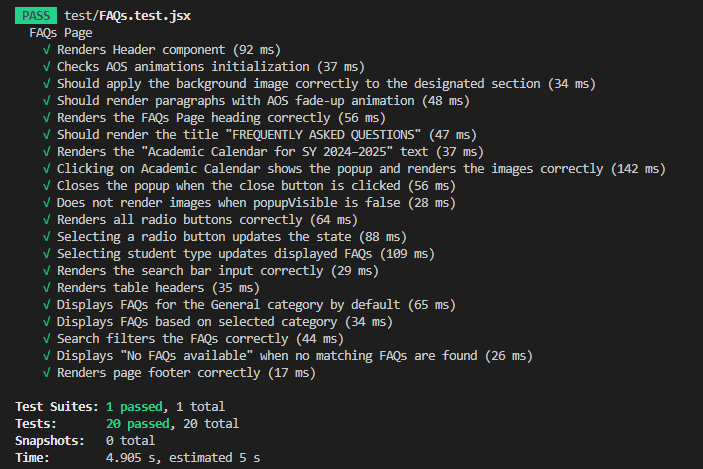 PASS test/FAQs.test.jsx
FAQs Page
√ Renders Header component (92 ms)
√ Checks AOS animations initialization (37 ms)
√ Should apply the background image correctly to the designated section (34 ms)
√ Should render paragraphs with AOS fade-up animation (48 ms)
√ Renders the FAQs Page heading correctly (56 ms)
√ Should render the title "FREQUENTLY ASKED QUESTIONS" (47 ms)
√ Renders the "Academic Calendar for SY 2024–2025" text (37 ms)
√ Clicking on Academic Calendar shows the popup and renders the images correctly (142 ms)
√ Closes the popup when the close button is clicked (56 ms)
√ Does not render images when popupVisible is false (28 ms)
√ Renders all radio buttons correctly (64 ms)
√ Selecting a radio button updates the state (88 ms)
√ Selecting student type updates displayed FAQs (109 ms)
√ Renders the search bar input correctly (29 ms)
√ Renders table headers (35 ms)
√ Displays FAQs for the General category by default (65 ms)
√ Displays FAQs based on selected category (34 ms)
√ Search filters the FAQs correctly (44 ms)
√ Displays "No FAQs available" when no matching FAQs are found (26 ms)
√ Renders page footer correctly (17 ms)
Test Suites: 1 passed, 1 total
Tests: 20 passed, 20 total
Snapshots: 0 total
Time: 4.905 s, estimated 5 s